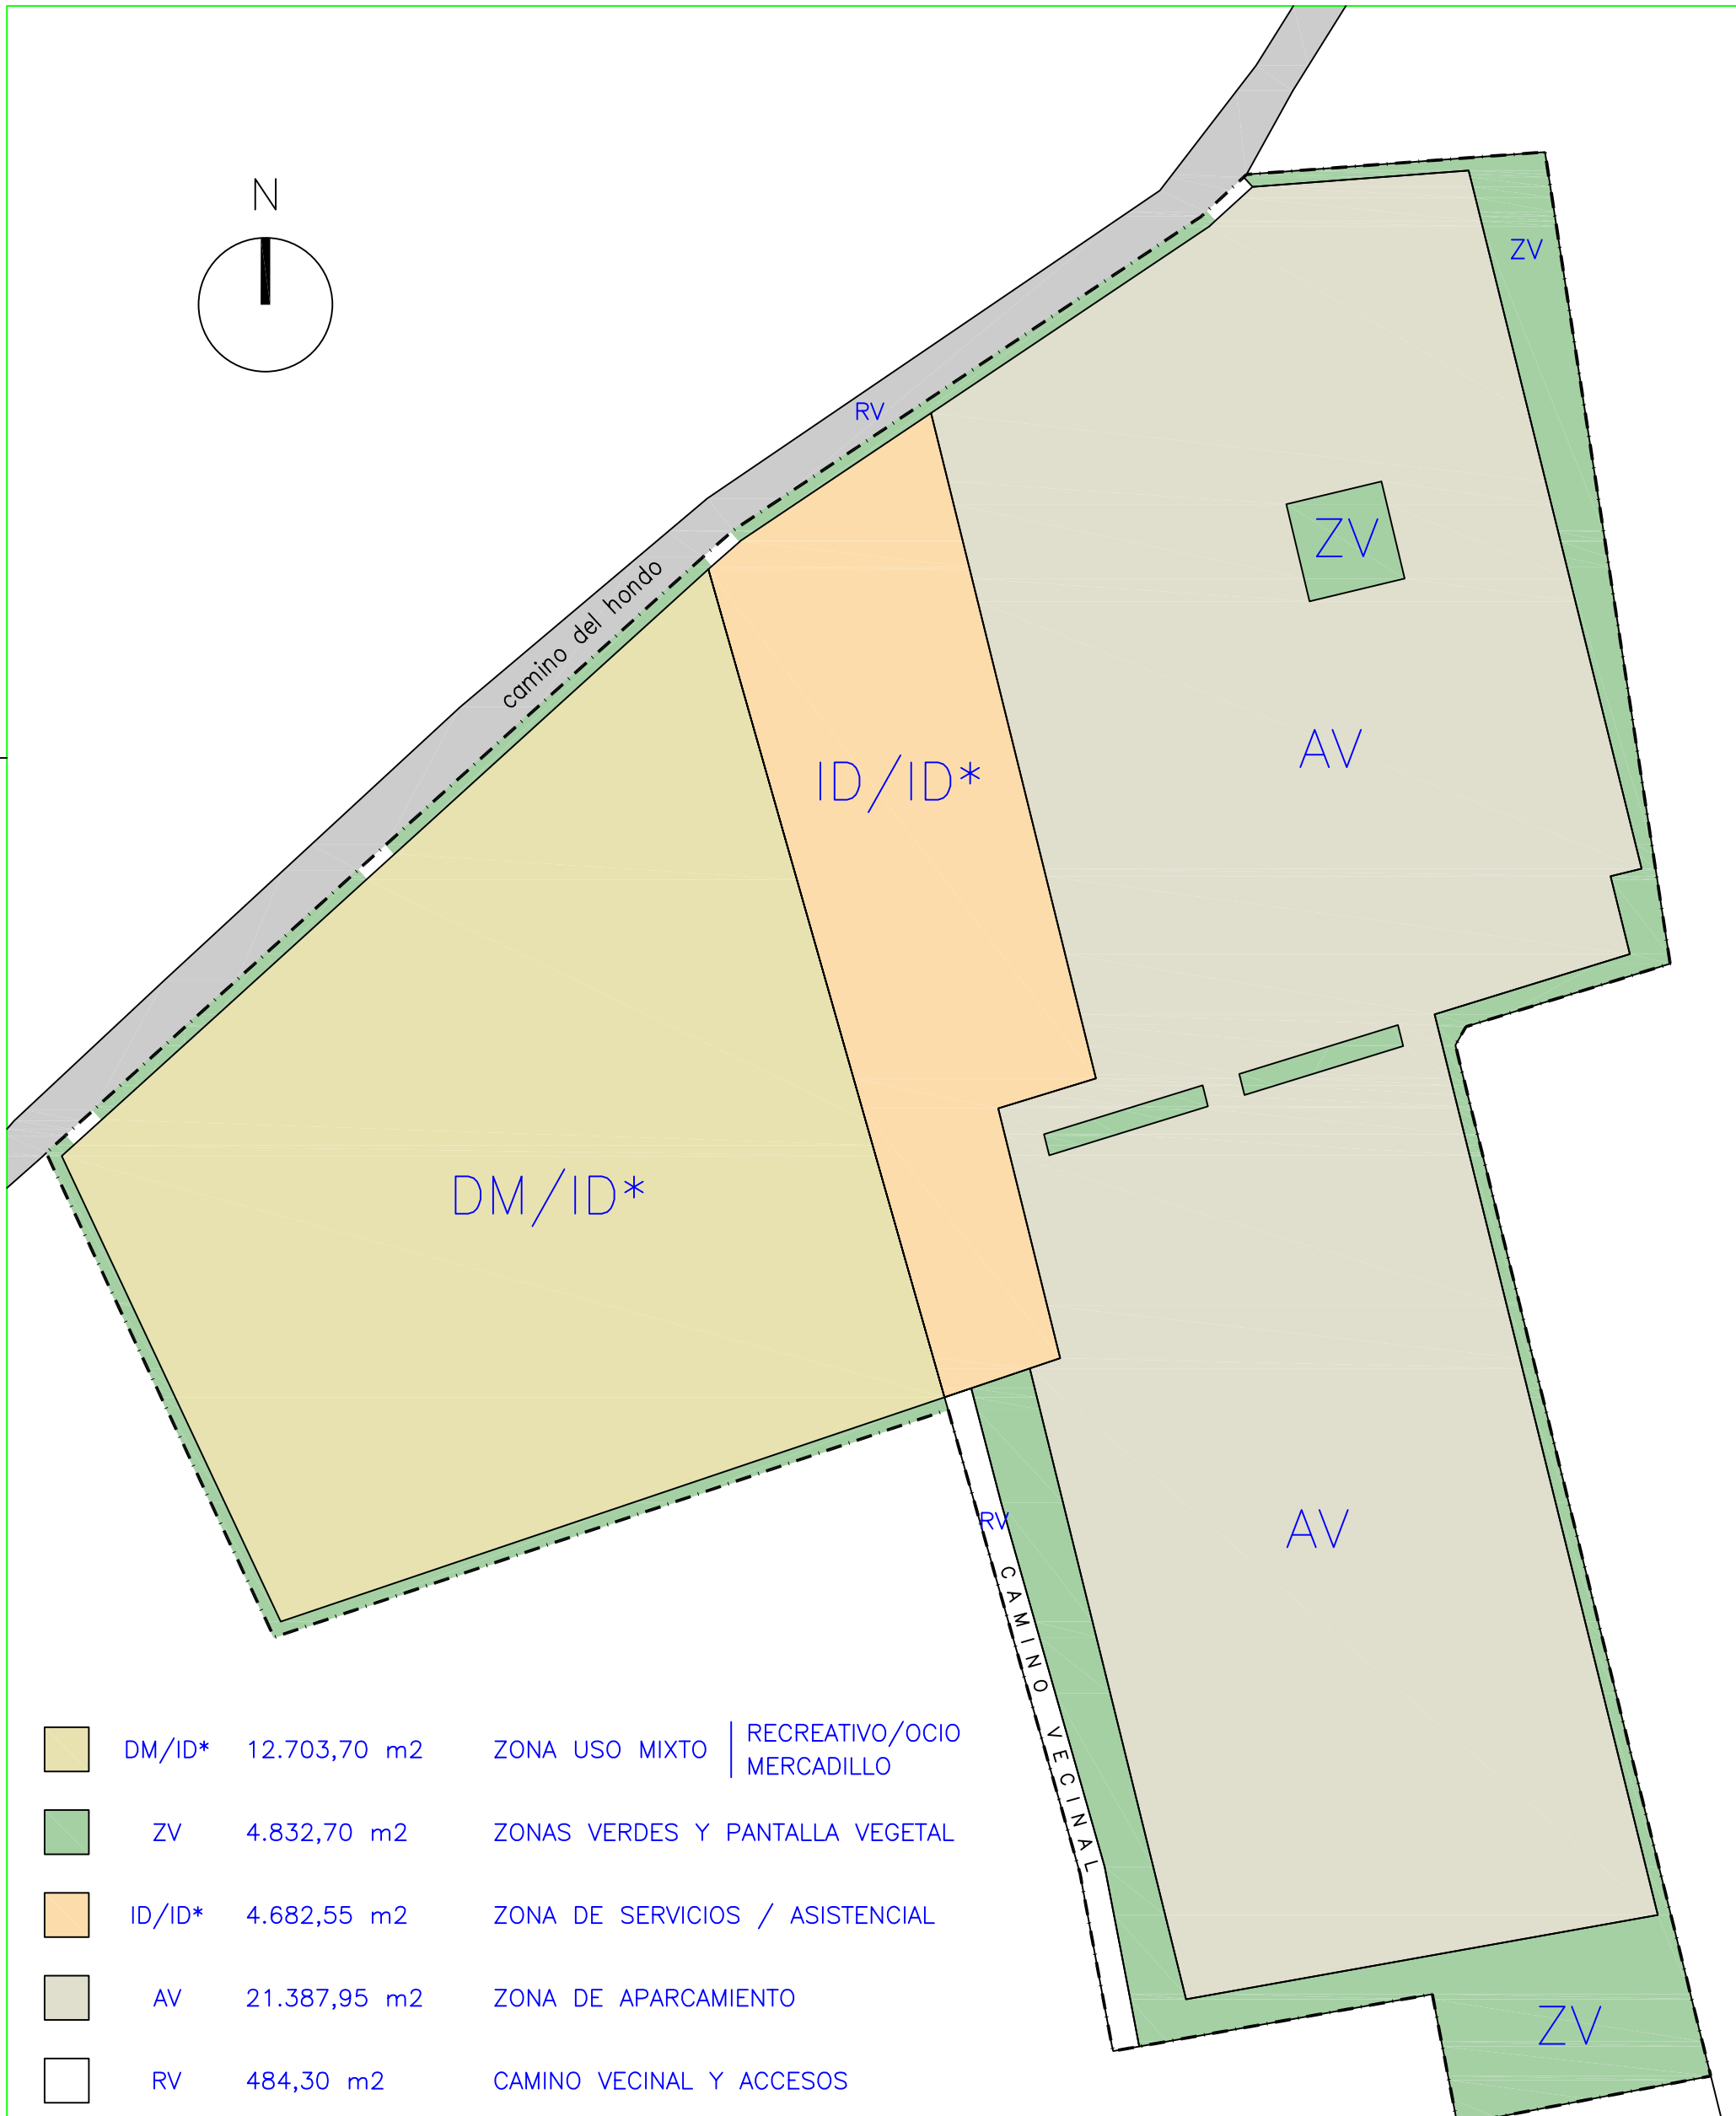 N
ZV
RV
ZV
camino del hondo
AV
ID/ID*
DM/ID*
AV
RV
CAMINO VECINAL
DM/ID* 12.703,70 m2 ZONA USO MIXTO RECREATIVO/OCIO
MERCADILLO
ZV 4.832,70 m2 ZONAS VERDES Y PANTALLA VEGETAL
ID/ID* 4.682,55 m2 ZONA DE SERVICIOS / ASISTENCIAL
AV 21.387,95 m2 ZONA DE APARCAMIENTO
ZV
RV 484,30 m2 CAMINO VECINAL Y ACCESOS